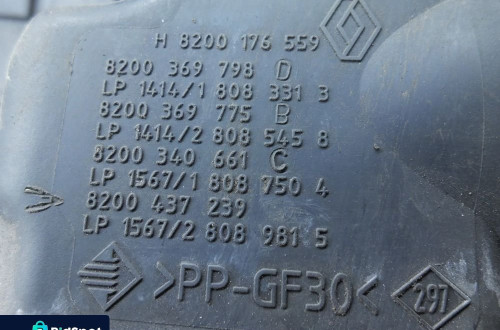 H 8200 176 559
8200 369 798 D
LP 1414/1 808 331 3
8200 369 775 B
LP 1414/2 808 545 8
8200 340 661 C
LP 1567/1 808 750 4
8200 437 239
LP 1567/2 808 981 5
>PP-GF30< 297
BidSpot